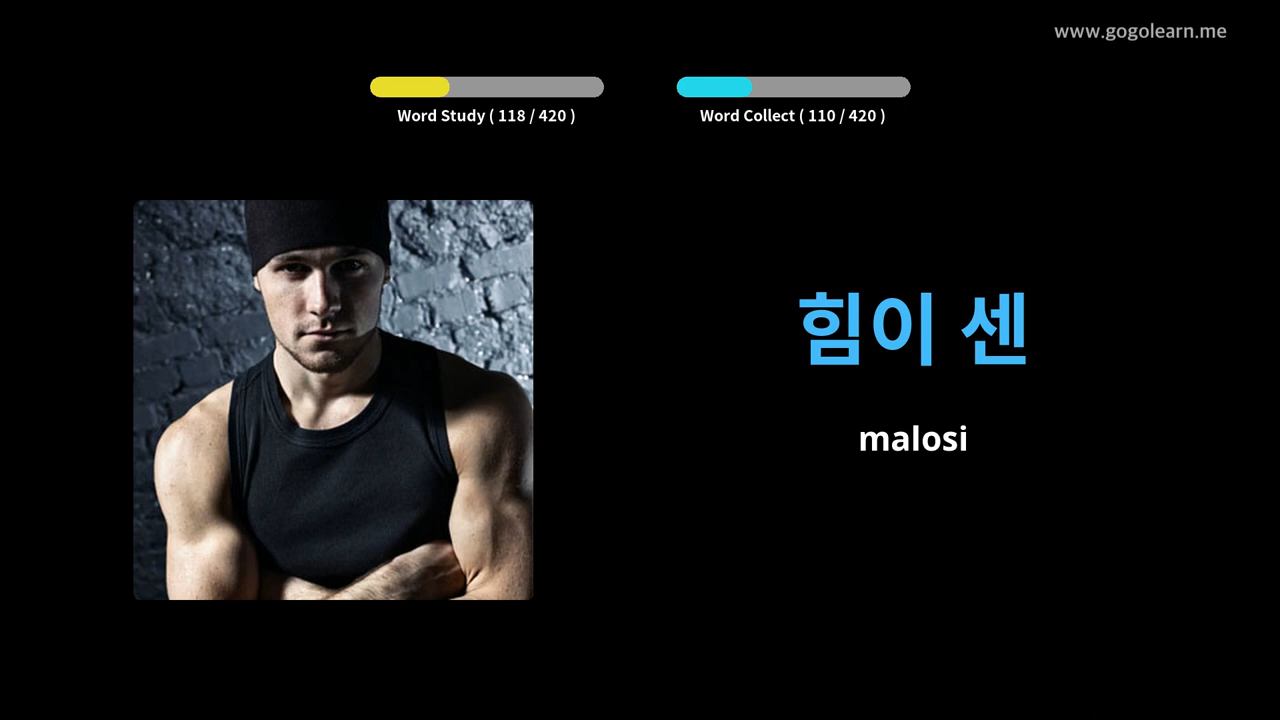 www.gogolearn.me
Word Study ( 118 / 420 )
Word Collect ( 110 / 420 )
힘이 센
malosi